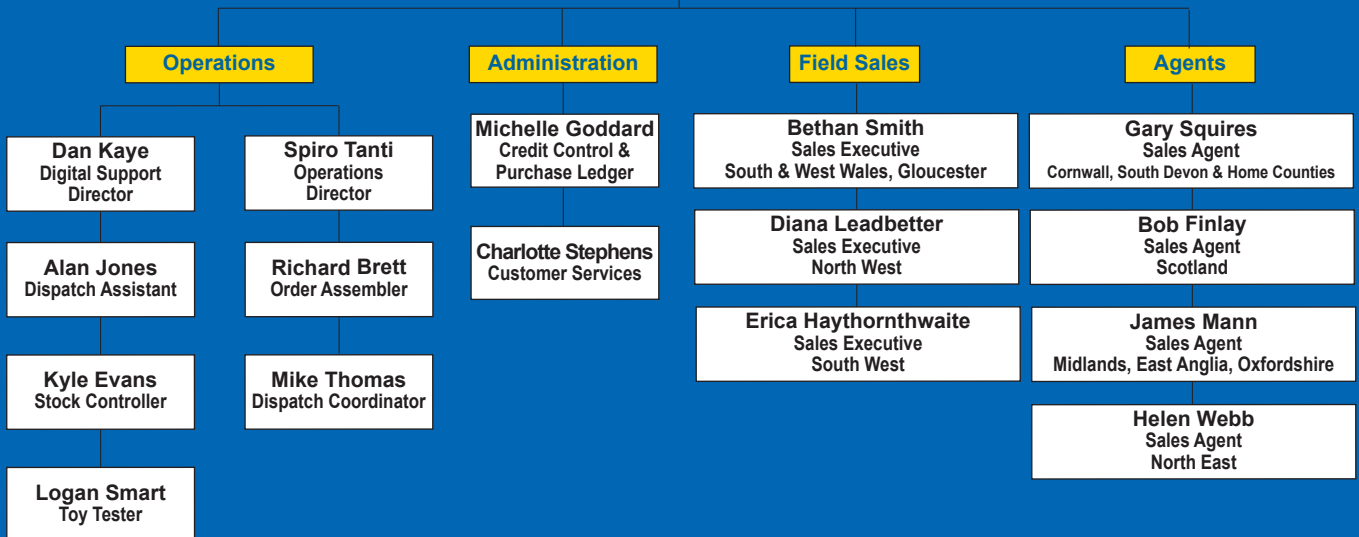 Operations
Administration
Field Sales
Agents
Dan Kaye
Digital Support
Director
Alan Jones
Dispatch Assistant
Kyle Evans
Stock Controller
Logan Smart
Toy Tester
Spiro Tanti
Operations
Director
Richard Brett
Order Assembler
Mike Thomas
Dispatch Coordinator
Michelle Goddard
Credit Control &
Purchase Ledger
Charlotte Stephens
Customer Services
Bethan Smith
Sales Executive
South & West Wales, Gloucester
Diana Leadbetter
Sales Executive
North West
Erica Haythornthwaite
Sales Executive
South West
Gary Squires
Sales Agent
Cornwall, South Devon & Home Counties
Bob Finlay
Sales Agent
Scotland
James Mann
Sales Agent
Midlands, East Anglia, Oxfordshire
Helen Webb
Sales Agent
North East